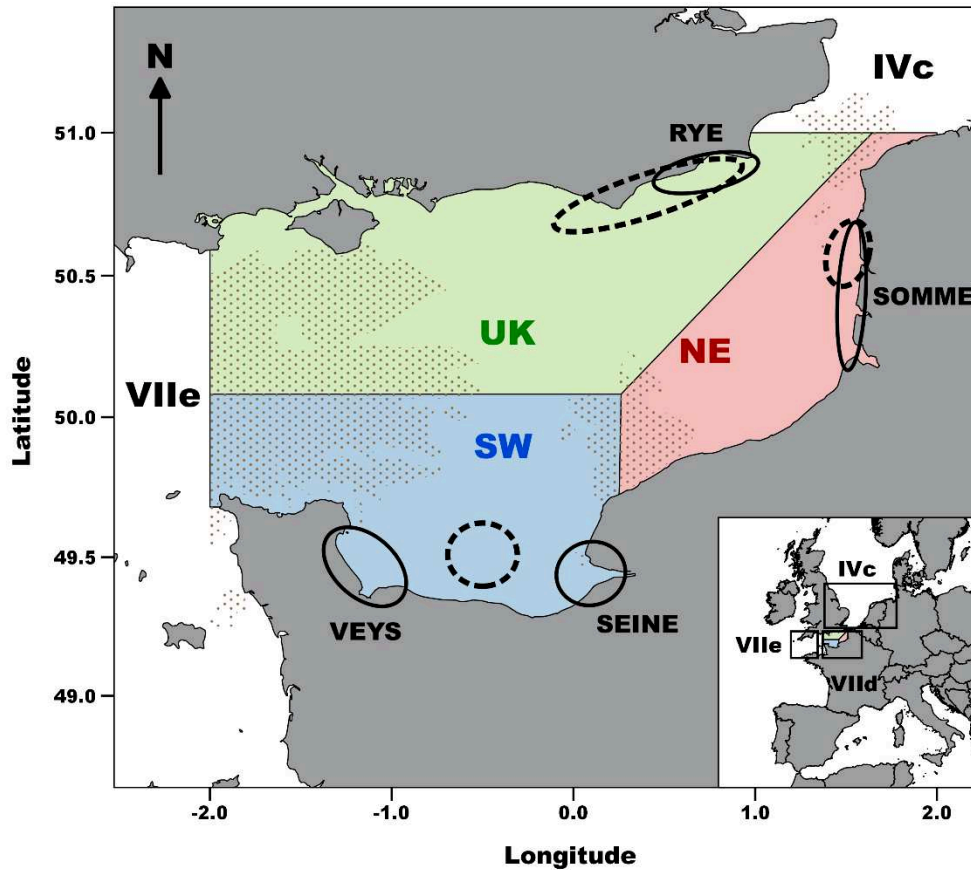 N
IVc
51.0
RYE
50.5
SOMME
UK
NE
VIIe
50.0
SW
49.5
VEYS
SEINE
49.0
IVc
VIIe
VIId
-2.0
-1.0
0.0
1.0
2.0
Latitude
Longitude